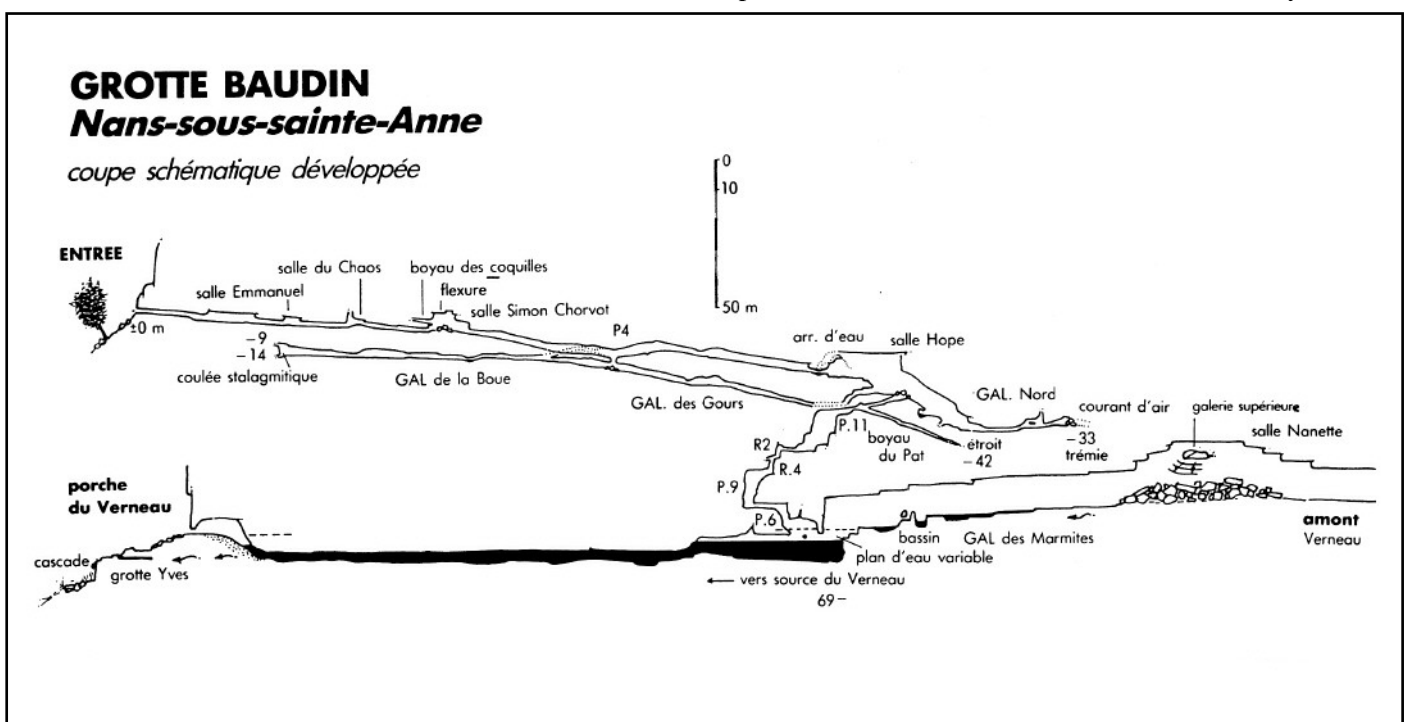 GROTTE BAUDIN
Nans-sous-sainte-Anne
coupe schématique développée
0
10
50 m
ENTREE
±0 m
salle Emmanuel
salle du Chaos
boyau des coquilles
flexure
salle Simon Chorvot
P4
arr. d'eau
salle Hope
−9
−14
coulée stalagmitique
GAL de la Boue
GAL. des Gours
GAL. Nord
courant d'air
−33
trémie
galerie supérieure
salle Nanette
P.11
boyau
du Pat
étroit
−42
R2
R.4
P.9
P.6
porche
du Verneau
cascade
grotte Yves
bassin
GAL des Marmites
plan d'eau variable
amont
Verneau
← vers source du Verneau
69−